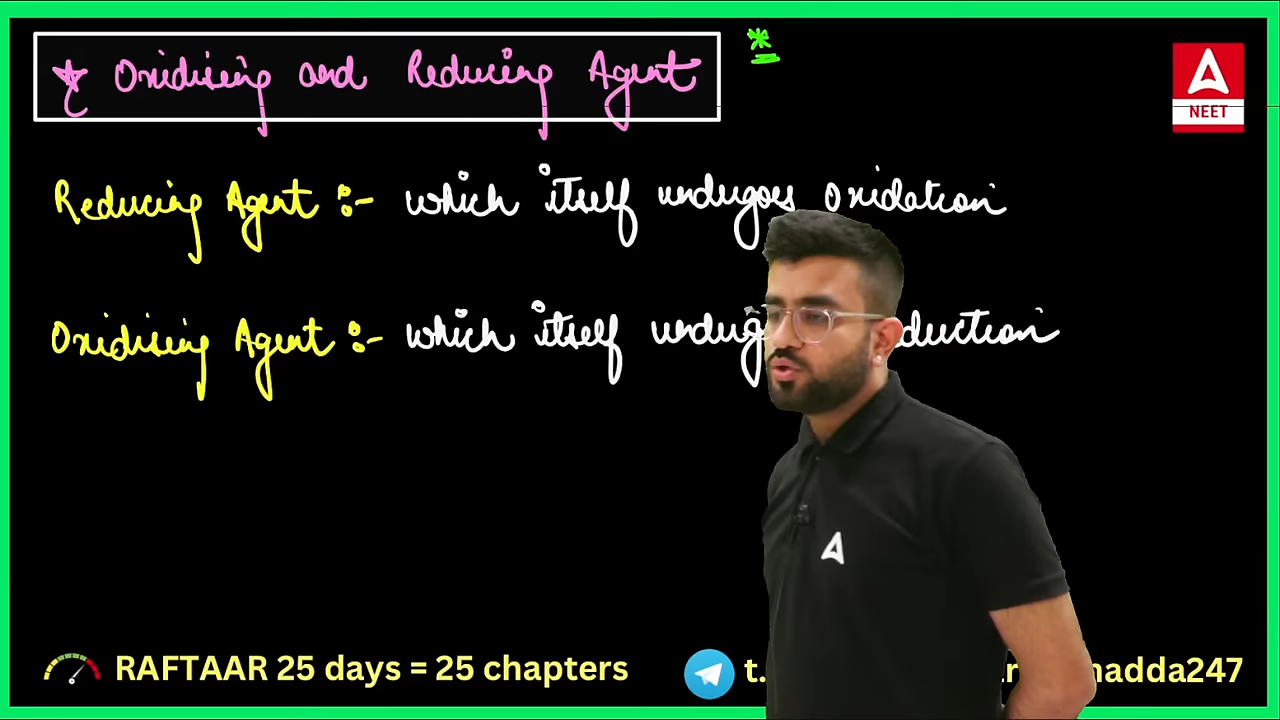 * Oxidising and Reducing Agent *
NEET
Reducing Agent :- which itself undergoes oxidation
Oxidising Agent :- which itself
RAFTAAR 25 days = 25 chapters